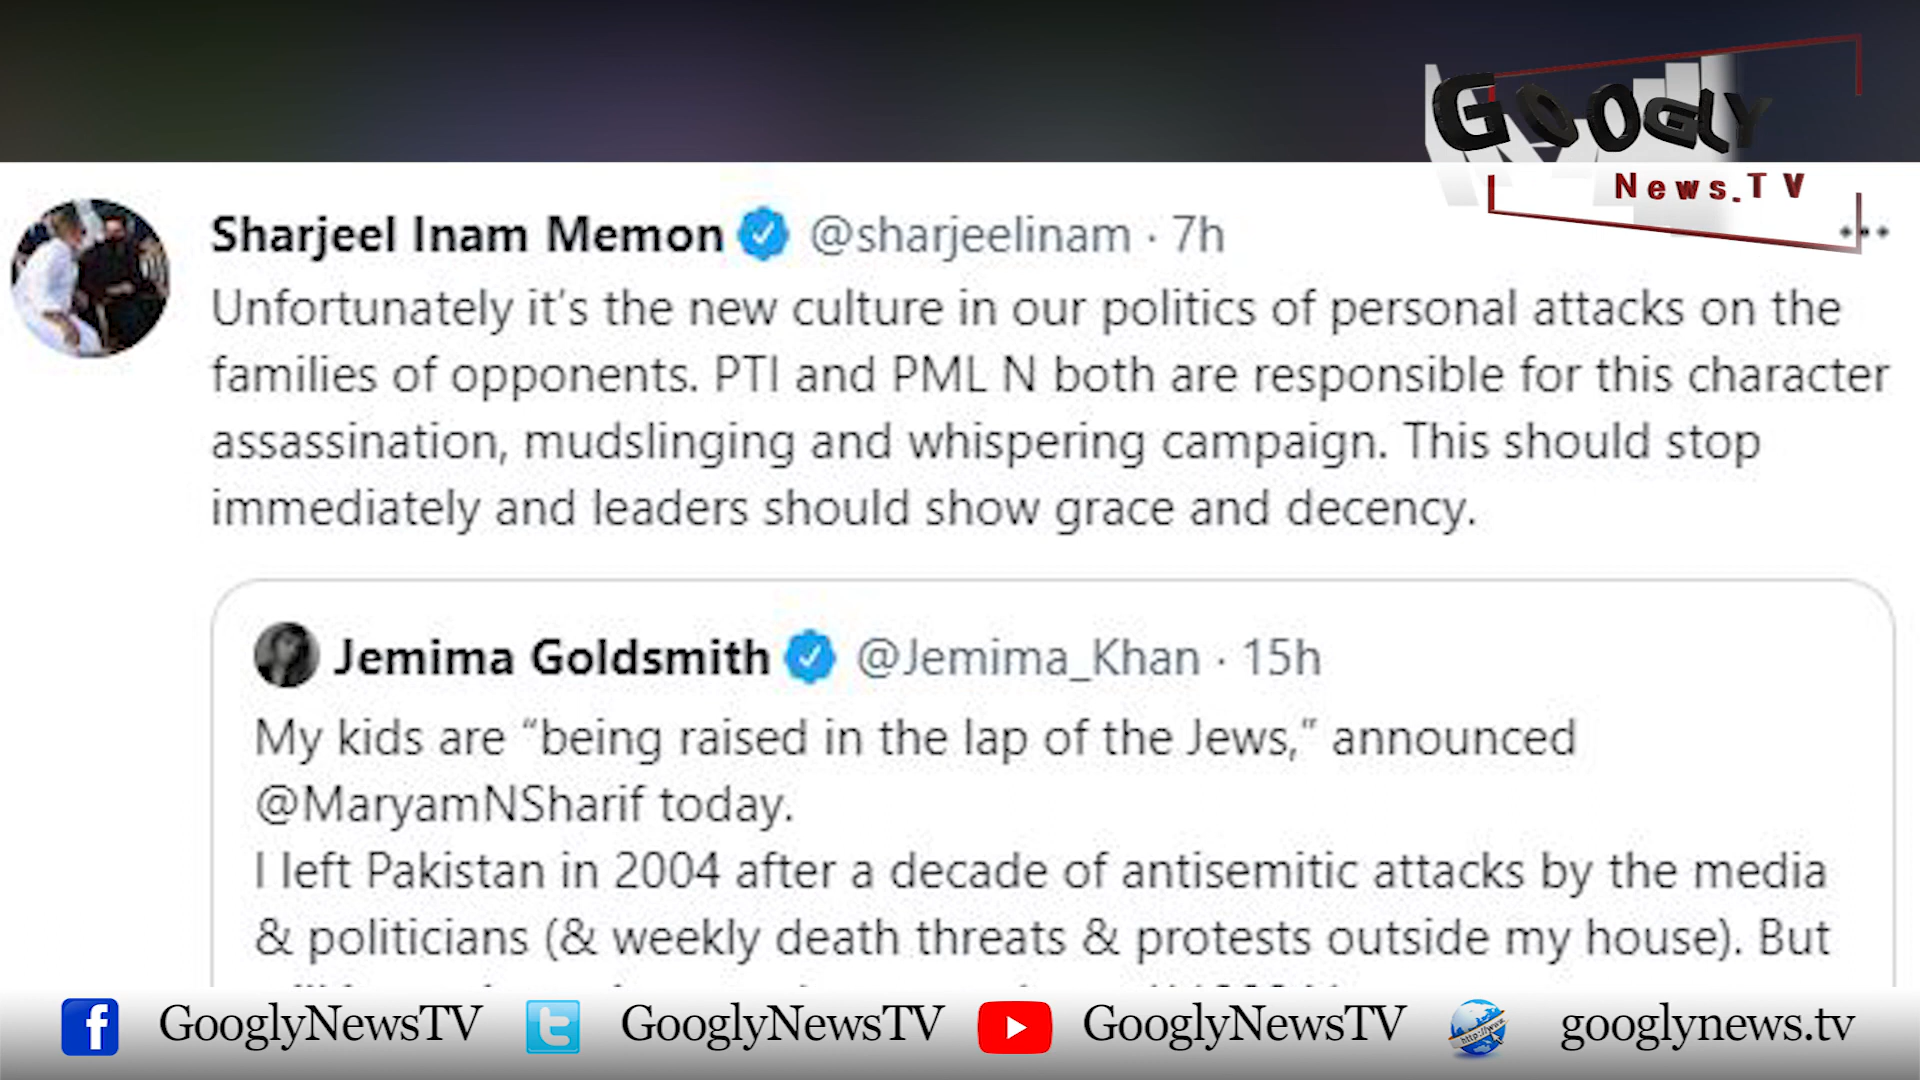 GOOGLY
News.TV
Sharjeel Inam Memon @sharjeelinam · 7h
Unfortunately it's the new culture in our politics of personal attacks on the
families of opponents. PTI and PML N both are responsible for this character
assassination, mudslinging and whispering campaign. This should stop
immediately and leaders should show grace and decency.
Jemima Goldsmith @Jemima_Khan · 15h
My kids are “being raised in the lap of the Jews,” announced
@MaryamNSharif today.
I left Pakistan in 2004 after a decade of antisemitic attacks by the media
& politicians (& weekly death threats & protests outside my house). But
GooglyNewsTV GooglyNewsTV GooglyNewsTV googlynews.tv